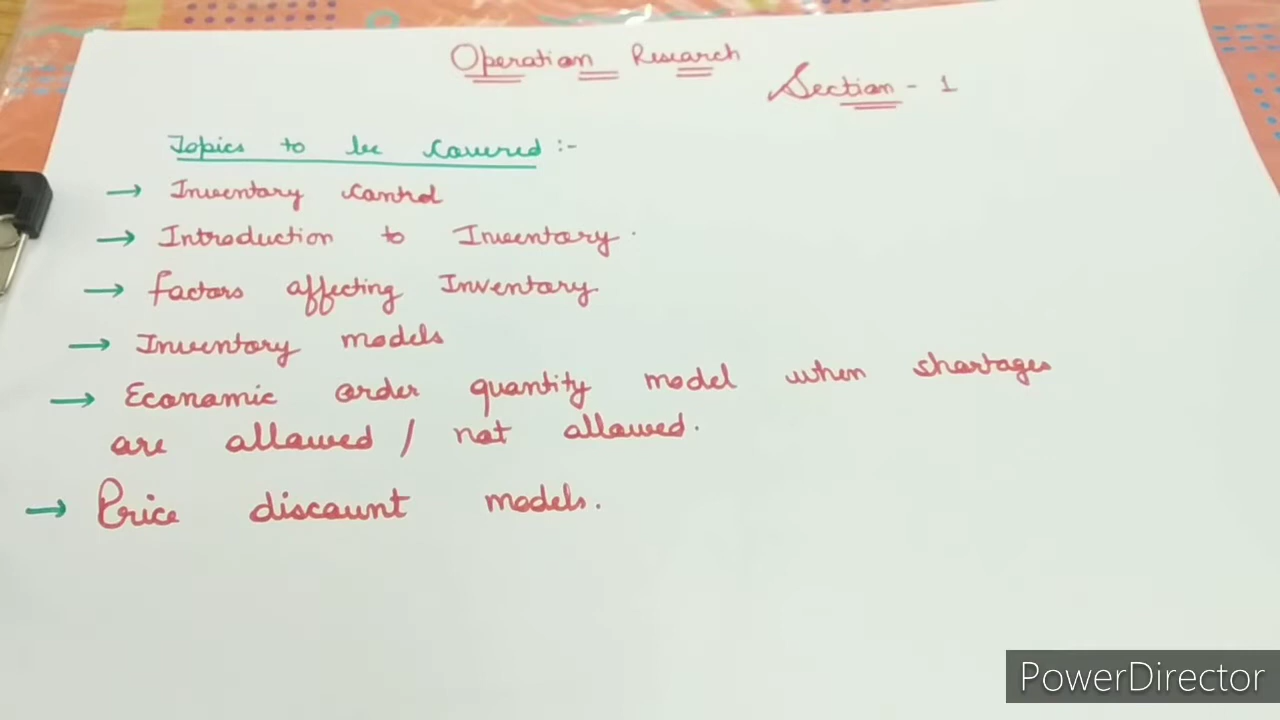 Operation Research
Section - 1
Topics to be covered :-
→ Inventory control
→ Introduction to Inventory.
→ factors affecting Inventory.
→ Inventory models
→ Economic order quantity model when shortages
are allowed / not allowed.
→ Price discount models.
PowerDirector